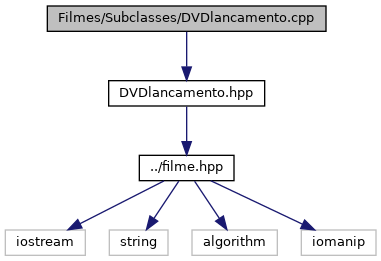 Filmes/Subclasses/DVDlancamento.cpp
DVDlancamento.hpp
../filme.hpp
iostream
string
algorithm
iomanip